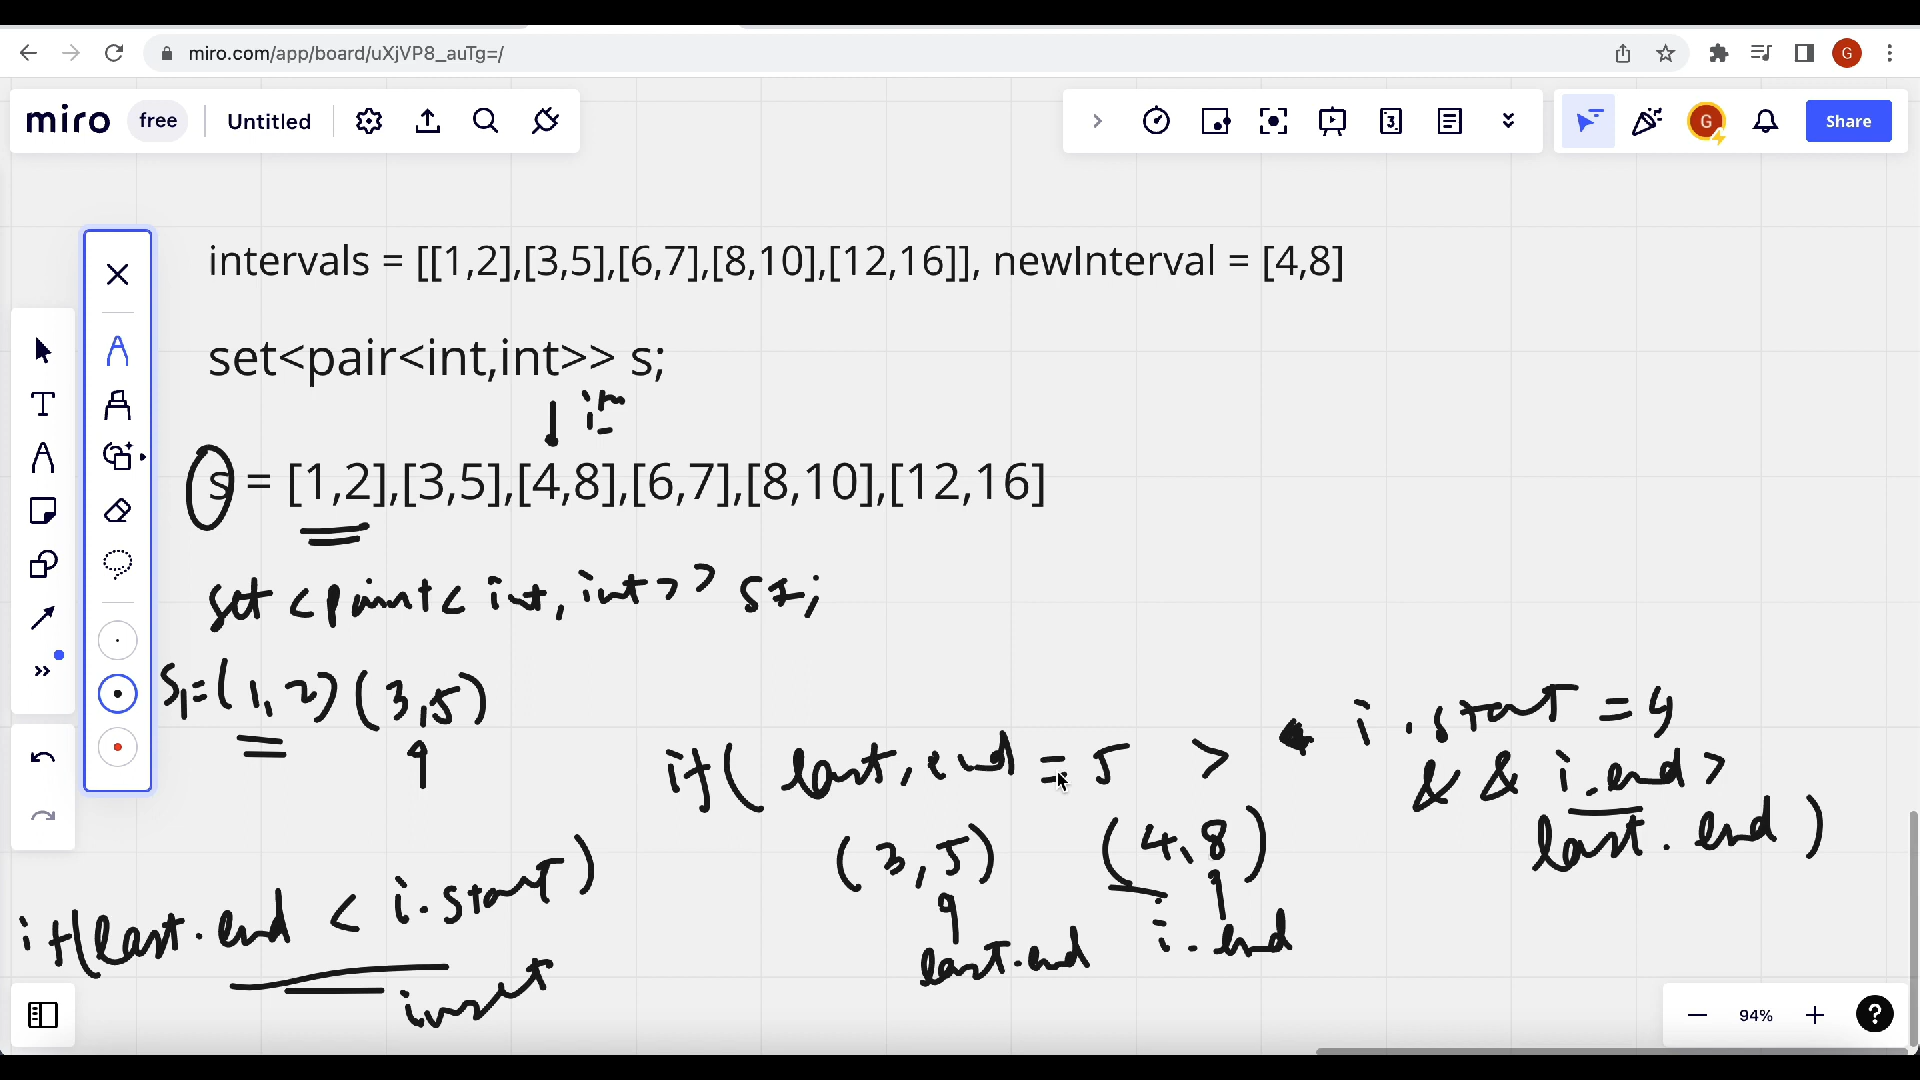 miro.com/app/board/uXjVP8_auTg=/
G
miro free Untitled
3
G
Share
intervals = [[1,2],[3,5],[6,7],[8,10],[12,16]], newInterval = [4,8]
set<pair<int,int>> s;
s = [1,2],[3,5],[4,8],[6,7],[8,10],[12,16]
set < < int, int >> s1;
s1=(1,2)(3,5)
if( last.end = 5 > i.start = 4
&& i.end >
last.end )
(3,5) (4,8)
last.end i.end
if(last.end < i.start)
insert
94%
?